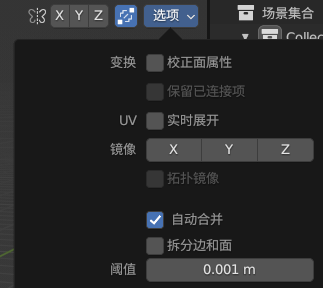 X Y Z 选项 场景集合
Collec
变换 校正面属性
保留已连接项
UV 实时展开
镜像 X Y Z
拓扑镜像
自动合并
拆分边和面
阈值 0.001 m